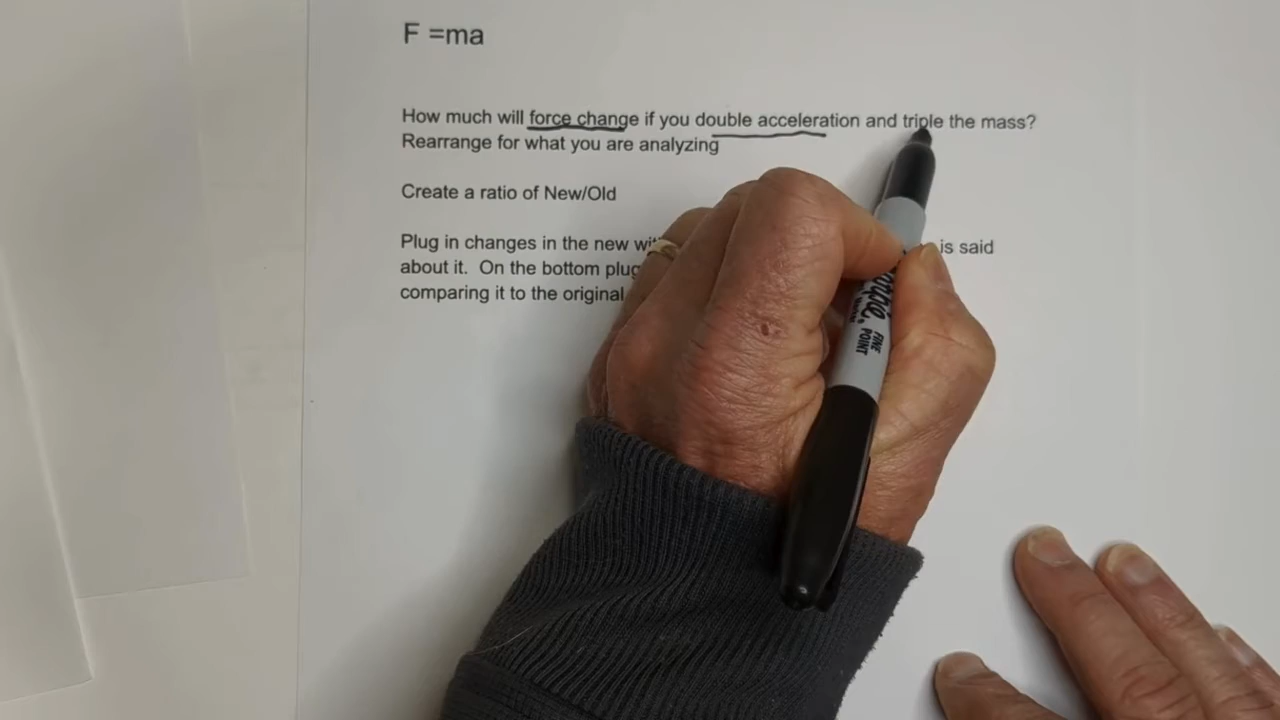 F =ma
How much will force change if you double acceleration and triple the mass?
Rearrange for what you are analyzing
Create a ratio of New/Old
Plug in changes in the new is said
about it. On the bottom plug
comparing it to the original
FINE
POINT